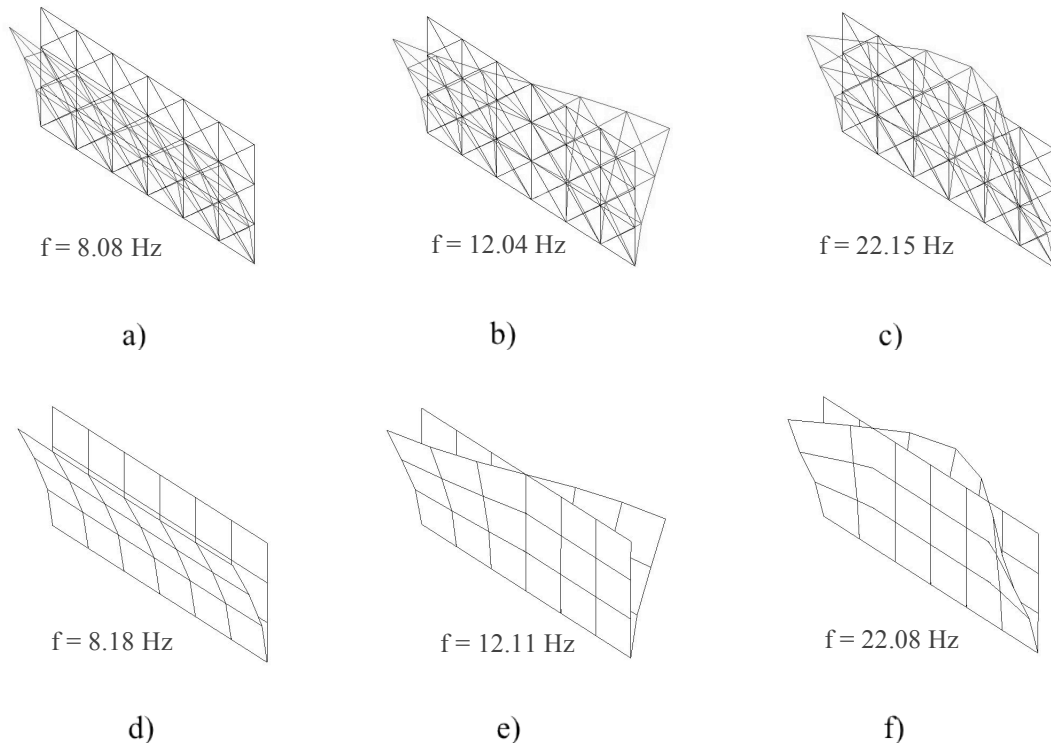 f = 8.08 Hz
f = 12.04 Hz
f = 22.15 Hz
a)
b)
c)
f = 8.18 Hz
f = 12.11 Hz
f = 22.08 Hz
d)
e)
f)